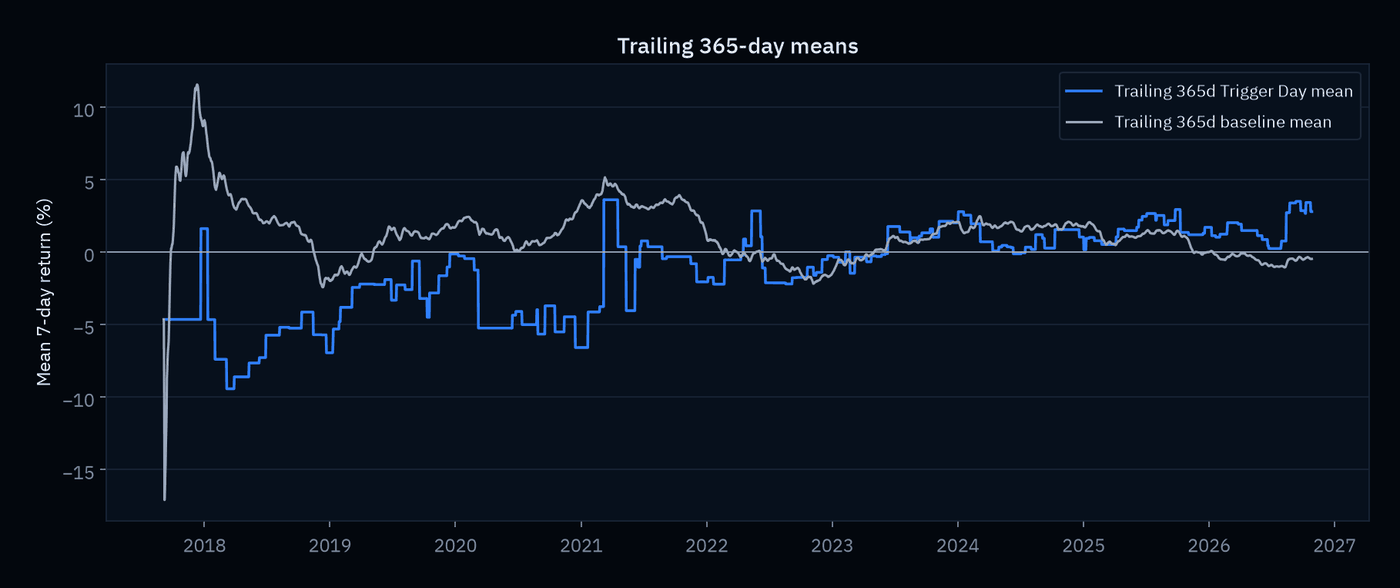 Trailing 365-day means
Trailing 365d Trigger Day mean
Trailing 365d baseline mean
Mean 7-day return (%)
10
5
0
−5
−10
−15
2018 2019 2020 2021 2022 2023 2024 2025 2026 2027